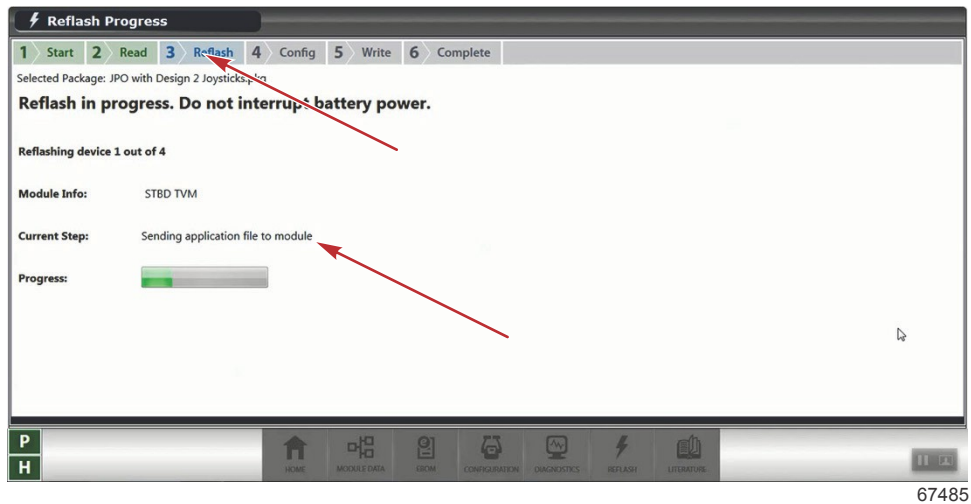 Reflash Progress
1 Start 2 Read 3 Reflash 4 Config 5 Write 6 Complete
Selected Package: JPO with Design 2 Joysticks.pkg
Reflash in progress. Do not interrupt battery power.
Reflashing device 1 out of 4
Module Info: STBD TVM
Current Step: Sending application file to module
Progress:
P
H
HOME MODULE DATA FROM CONFIGURATION DIAGNOSTICS REFLASH LITERATURE
67485